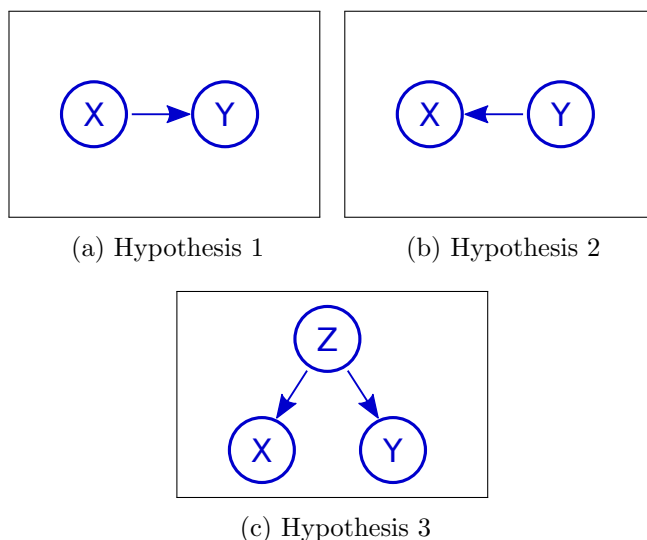 X Y
X Y
(a) Hypothesis 1
(b) Hypothesis 2
Z
X Y
(c) Hypothesis 3